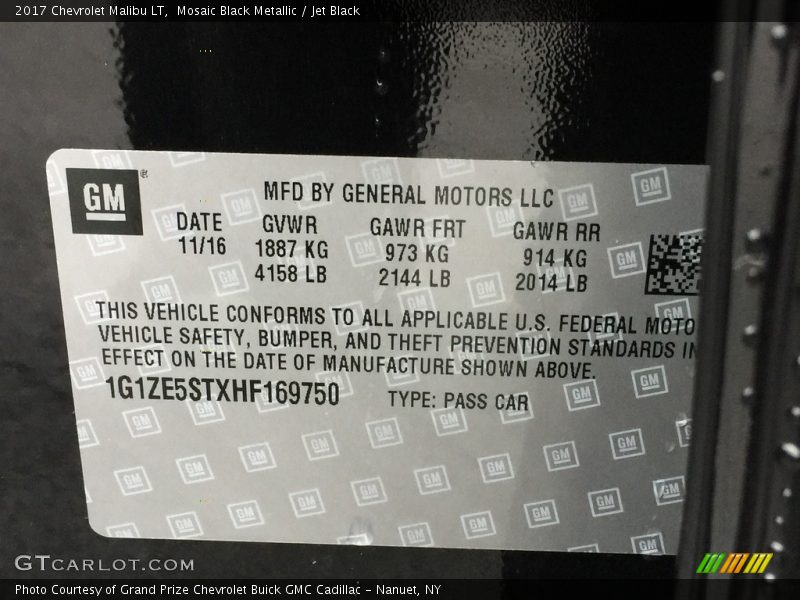 2017 Chevrolet Malibu LT, Mosaic Black Metallic / Jet Black
GM®
MFD BY GENERAL MOTORS LLC
DATE GVWR GAWR FRT GAWR RR
11/16 1887 KG 973 KG 914 KG
4158 LB 2144 LB 2014 LB
THIS VEHICLE CONFORMS TO ALL APPLICABLE U.S. FEDERAL MOTO
VEHICLE SAFETY, BUMPER, AND THEFT PREVENTION STANDARDS IN
EFFECT ON THE DATE OF MANUFACTURE SHOWN ABOVE.
1G1ZE5STXHF169750 TYPE: PASS CAR
GTCARLOT.COM
Photo Courtesy of Grand Prize Chevrolet Buick GMC Cadillac - Nanuet, NY